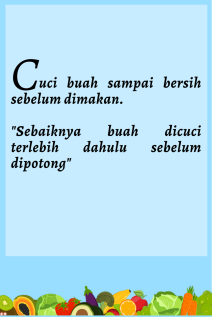 Cuci buah sampai bersih
sebelum dimakan.
"Sebaiknya buah dicuci
terlebih dahulu sebelum
dipotong"